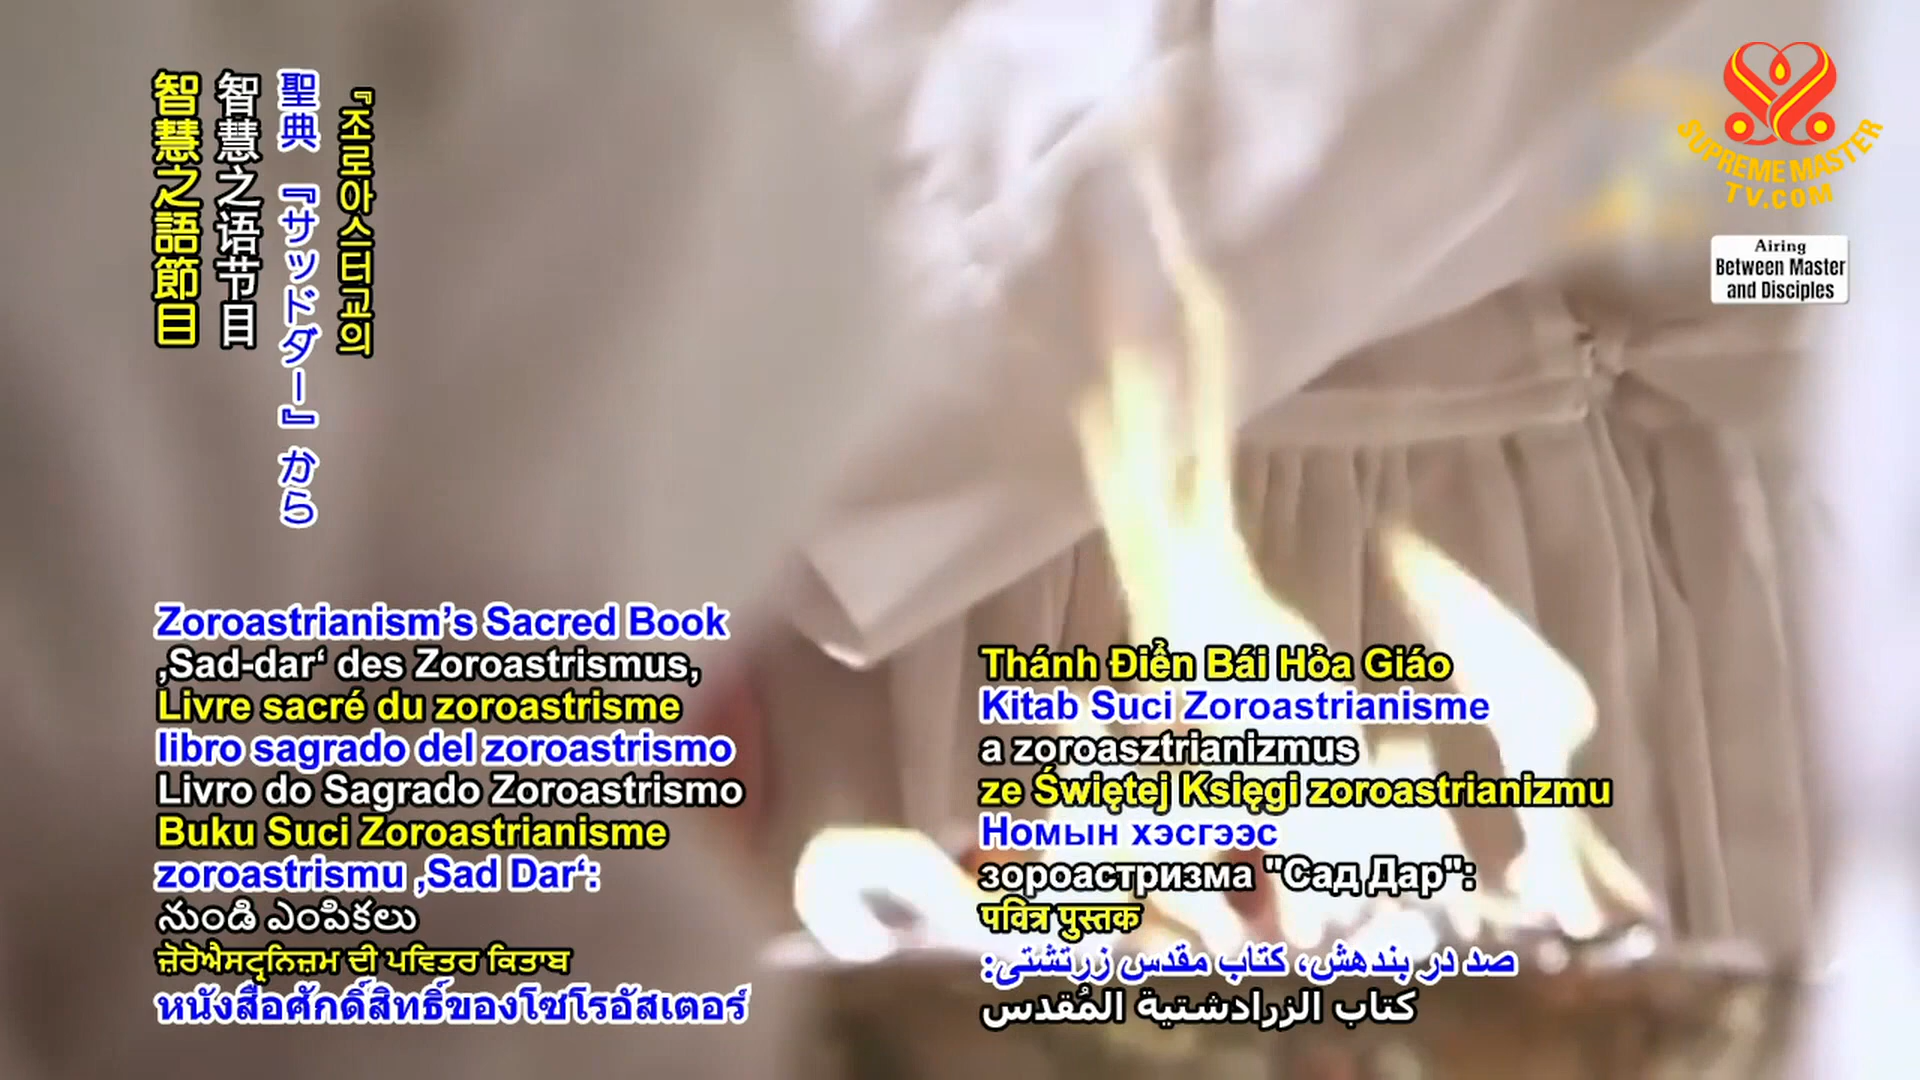 智慧之語節目
智慧之语节目
聖典『サッドダー』から
『조로아스터교의
SUPREME MASTER
TV.COM
Airing
Between Master
and Disciples
Zoroastrianism’s Sacred Book
‚Sad-dar‘ des Zoroastrismus,
Livre sacré du zoroastrisme
libro sagrado del zoroastrismo
Livro do Sagrado Zoroastrismo
Buku Suci Zoroastrianisme
zoroastrismu ‚Sad Dar‘:
నుండి ఎంపికలు
ਜ਼ੋਰੋਐਸਟ੍ਰਨਿਜ਼ਮ ਦੀ ਪਵਿਤਰ ਕਿਤਾਬ
หนังสือศักดิ์สิทธิ์ของโซโรอัสเตอร์
Thánh Điển Bái Hỏa Giáo
Kitab Suci Zoroastrianisme
a zoroasztrianizmus
ze Świętej Księgi zoroastrianizmu
Номын хэсгээс
зороастризма "Сад Дар":
पवित्र पुस्तक
صد در بندهش، کتاب مقدس زرتشتی:
كتاب الزرادشتية المُقدس